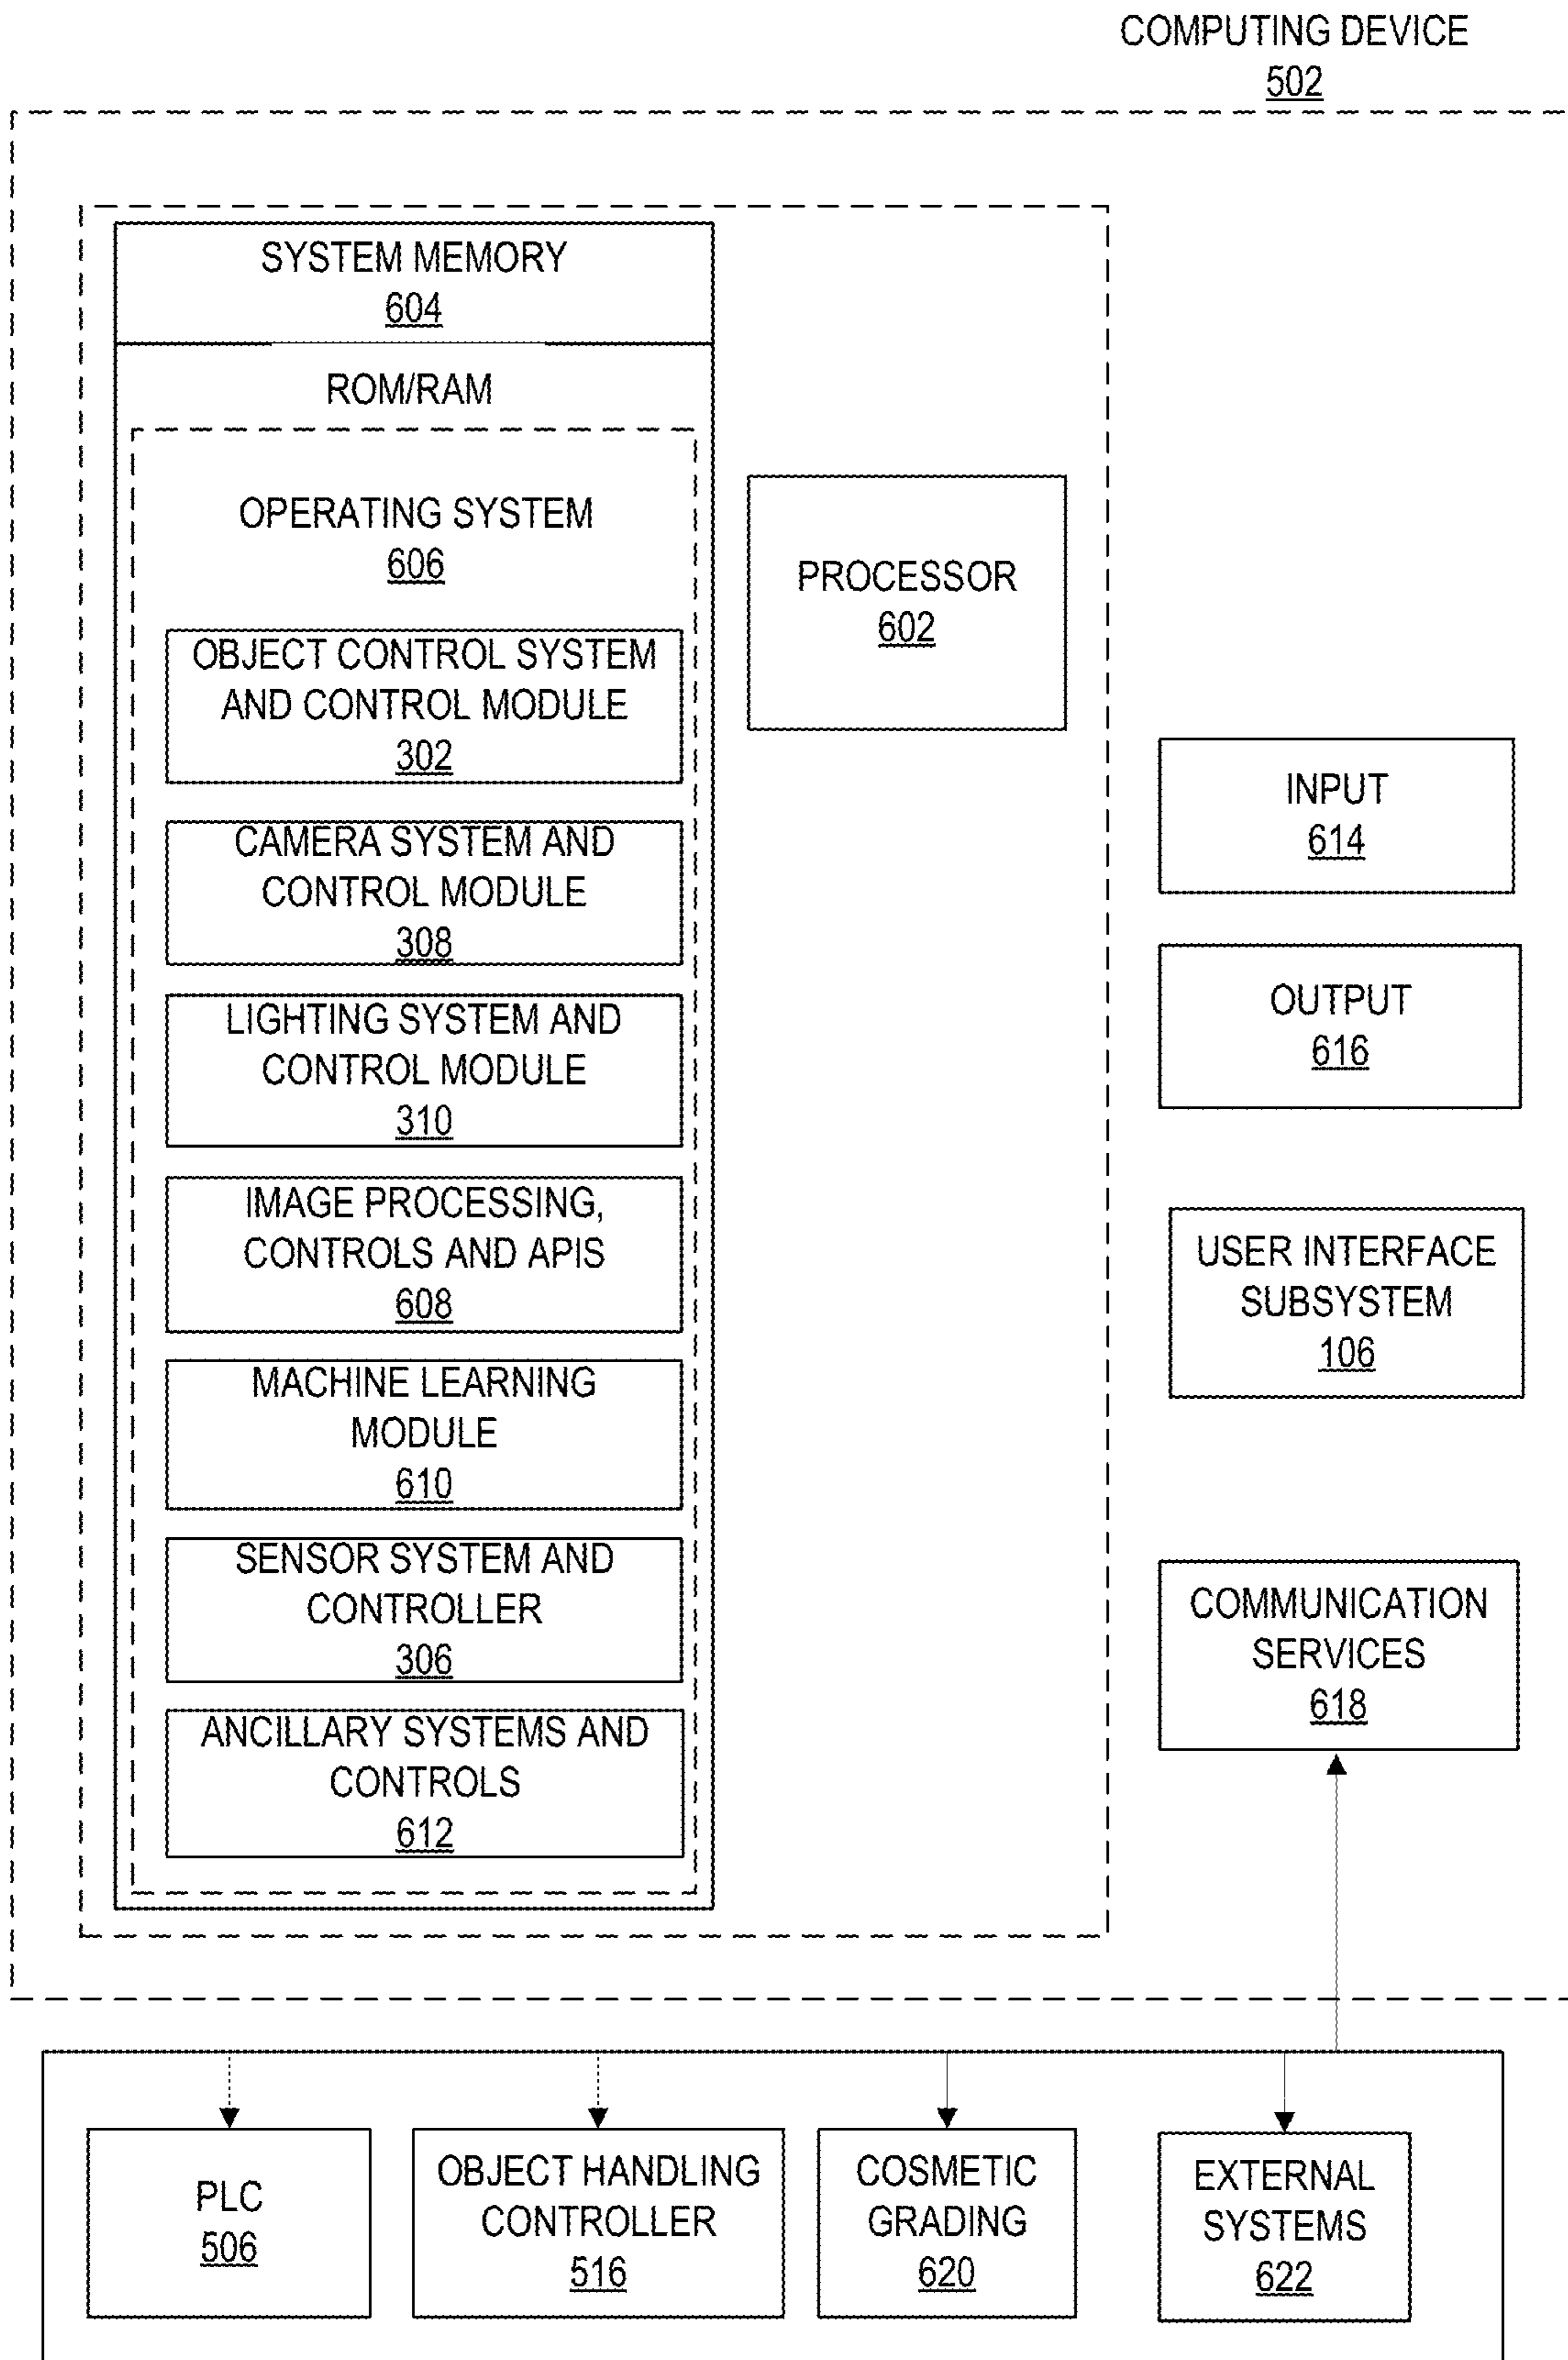 COMPUTING DEVICE
502
SYSTEM MEMORY
604
ROM/RAM
OPERATING SYSTEM
606
OBJECT CONTROL SYSTEM
AND CONTROL MODULE
302
CAMERA SYSTEM AND
CONTROL MODULE
308
LIGHTING SYSTEM AND
CONTROL MODULE
310
IMAGE PROCESSING,
CONTROLS AND APIS
608
MACHINE LEARNING
MODULE
610
SENSOR SYSTEM AND
CONTROLLER
306
ANCILLARY SYSTEMS AND
CONTROLS
612
PROCESSOR
602
INPUT
614
OUTPUT
616
USER INTERFACE
SUBSYSTEM
106
COMMUNICATION
SERVICES
618
PLC
506
OBJECT HANDLING
CONTROLLER
516
COSMETIC
GRADING
620
EXTERNAL
SYSTEMS
622